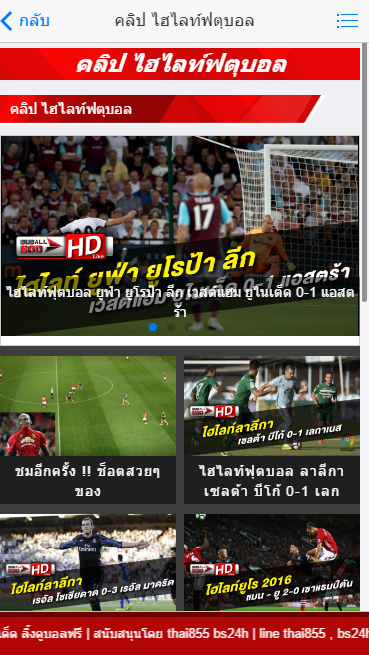 กลับ
คลิป ไฮไลท์ฟตุบอล
คลิป ไฮไลท์ฟตุบอล
คลิป ไฮไลท์ฟตุบอล
17
DUBALL
SOD HD
Live
ไฮไลท์ ยูฟ่า ยูโรป้า ลีก
เวสต์แฮม ยูไนเต็ด 0-1 แอสตร้า
ไฮไลท์ฟุตบอล ยูฟ่า ยูโรป้า ลีก เวสต์แฮม ยูไนเต็ด 0-1 แอสต
ร้า
ชมอีกครั้ง !! ช็อตสวยๆ
ของ
HD
ไฮไลท์ลาลีกา
เซลต้า บีโก้ 0-1 เลกาเนส
ไฮไลท์ฟุตบอล ลาลีกา
เซลต้า บีโก้ 0-1 เลก
HD
ไฮไลท์ลาลีกา
เรอัล โซเซียดาด 0-3 เรอัล มาดริด
HD
ไฮไลท์ยูโร 2016
แมน - ยู 2-0 เซาแธมป์ตัน
เด็ด ลิ้งดูบอลฟรี | สนับสนุนโดย thai855 bs24h | line thai855 , bs24h